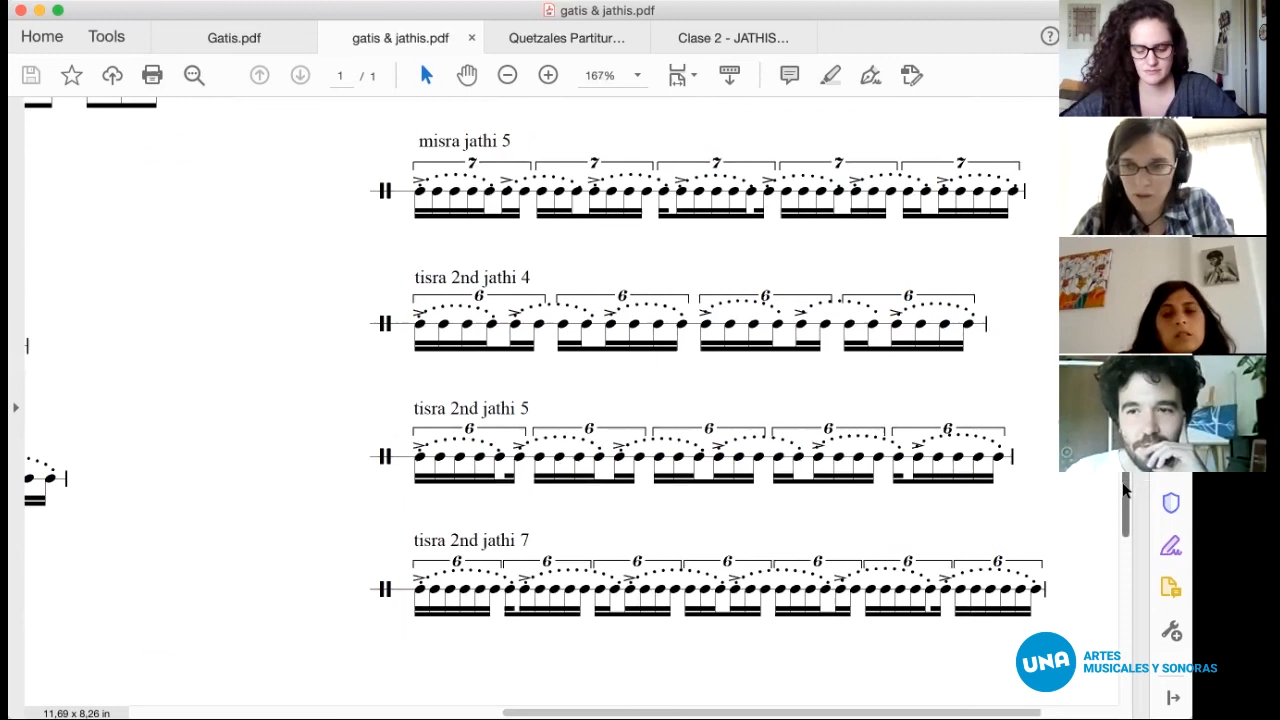 gatis & jathis.pdf
Home Tools Gatis.pdf gatis & jathis.pdf × Quetzales Partitur... Clase 2 - JATHIS... ?
1 / 1 167%
misra jathi 5
7 7 7 7 7
tisra 2nd jathi 4
6 6 6 6
tisra 2nd jathi 5
6 6 6 6 6
tisra 2nd jathi 7
6 6 6 6 6 6 6
UNA ARTES
MUSICALES Y SONORAS
11,69 x 8,26 in